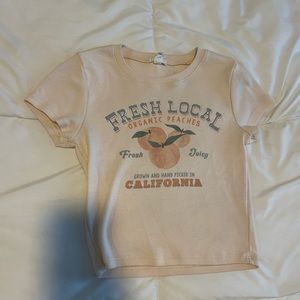 FRESH LOCAL
ORGANIC PEACHES
Fresh Juicy
GROWN AND HAND PICKED IN
CALIFORNIA